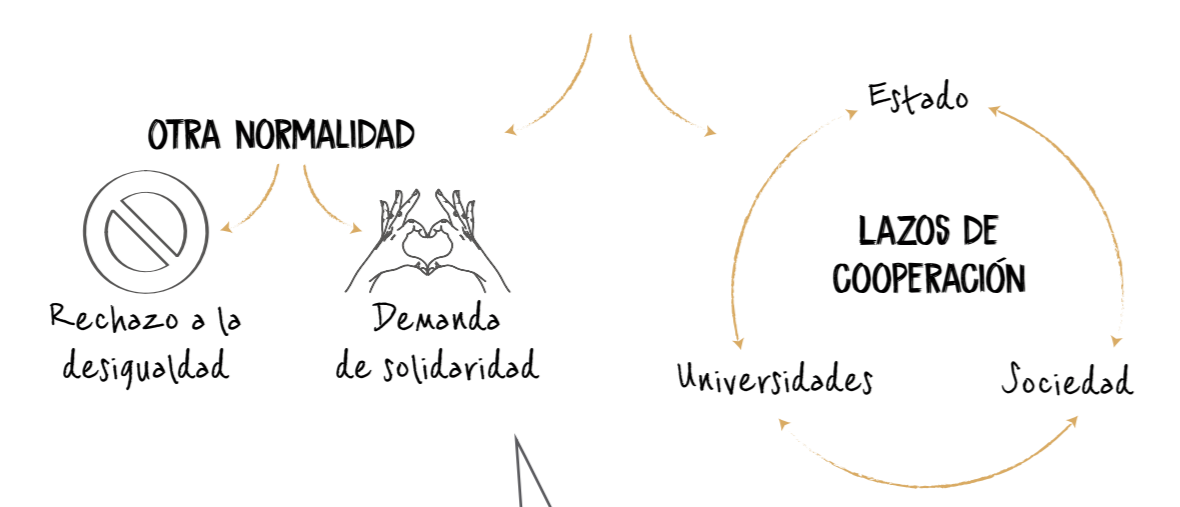 OTRA NORMALIDAD
Rechazo a la
desigualdad
Demanda
de solidaridad
Estado
LAZOS DE
COOPERACIÓN
Universidades
Sociedad